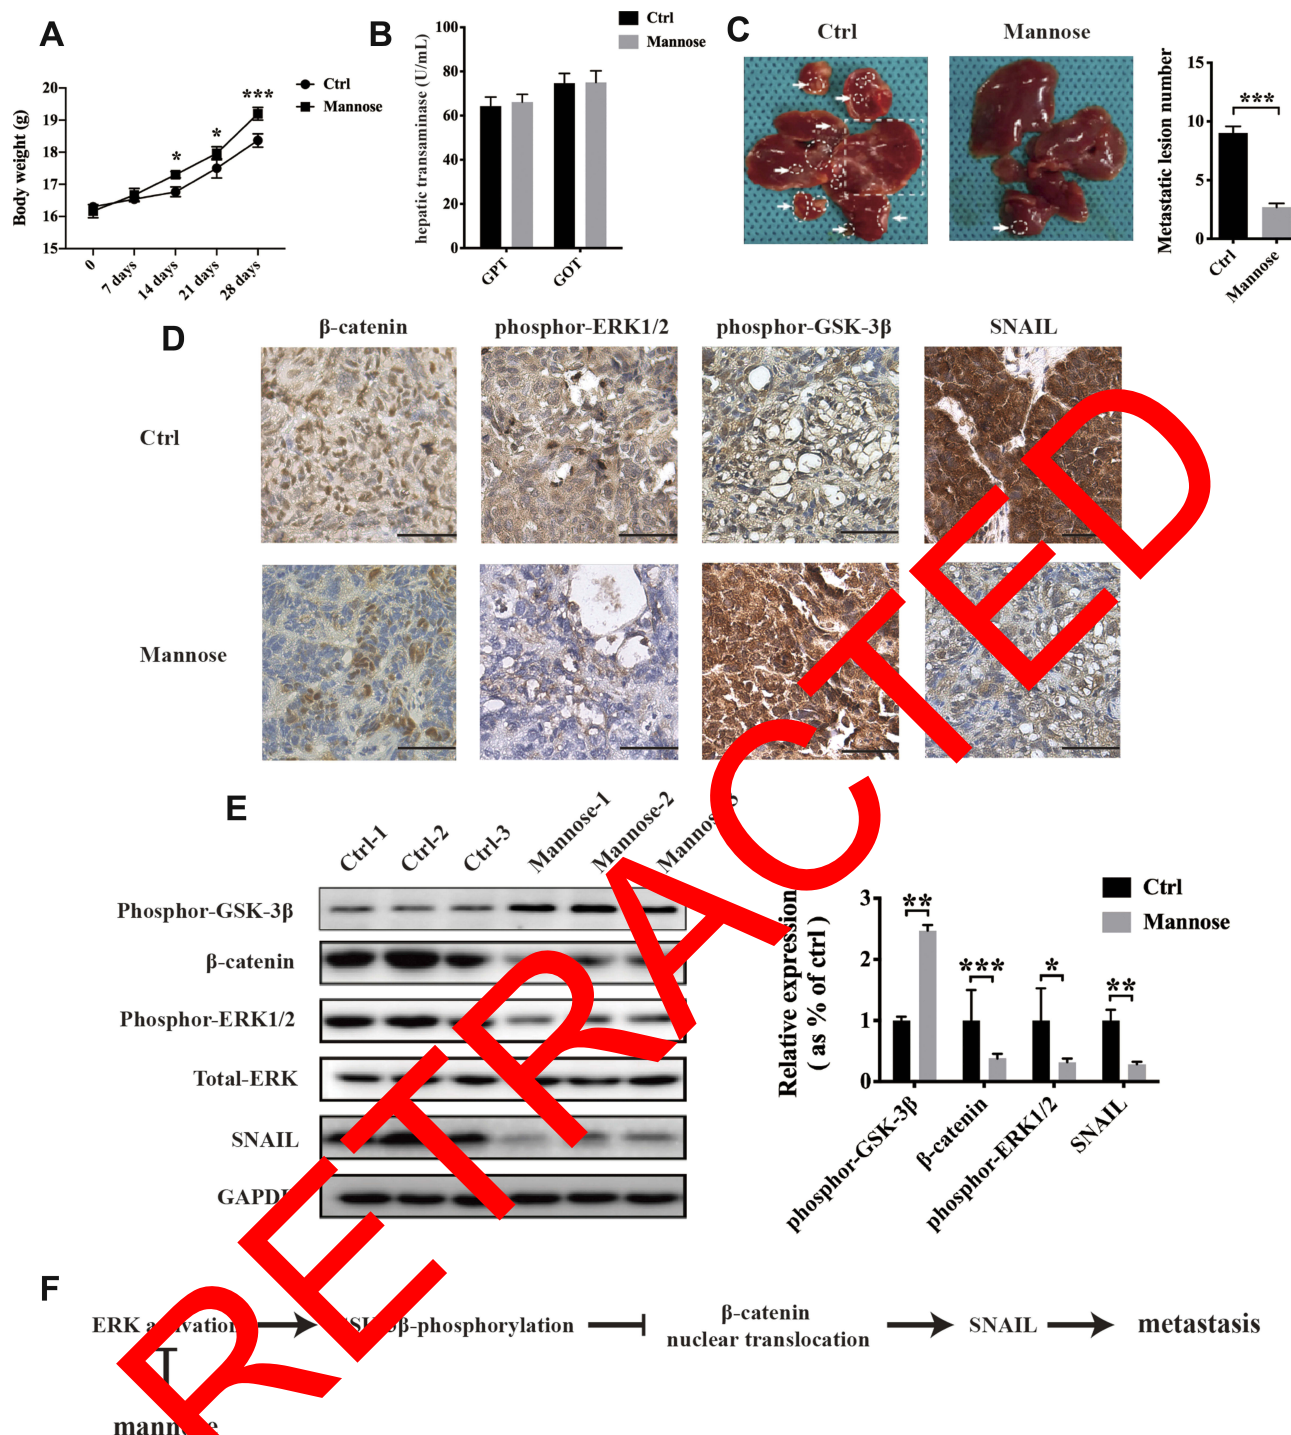 A
Body weight (g)
20
19
18
17
16
15
0
7 days
14 days
21 days
28 days
*
*
***
Ctrl
Mannose
B
hepatic transaminase (U/mL)
100
80
60
40
20
0
GPT
GOT
Ctrl
Mannose
C
Ctrl
Mannose
Metastatic lesion number
15
10
5
0
***
Ctrl
Mannose
D
β-catenin
phosphor-ERK1/2
phosphor-GSK-3β
SNAIL
Ctrl
Mannose
E
Ctrl-1
Ctrl-2
Ctrl-3
Mannose-1
Mannose-2
Phosphor-GSK-3β
β-catenin
Phosphor-ERK1/2
Total-ERK
SNAIL
Relative expression
( as % of ctrl )
3
2
1
0
**
***
*
**
phosphor-GSK-3β
β-catenin
phosphor-ERK1/2
SNAIL
Ctrl
Mannose
F
ERK
β-phosphorylation
β-catenin
nuclear translocation
SNAIL
metastasis
RETRACTED